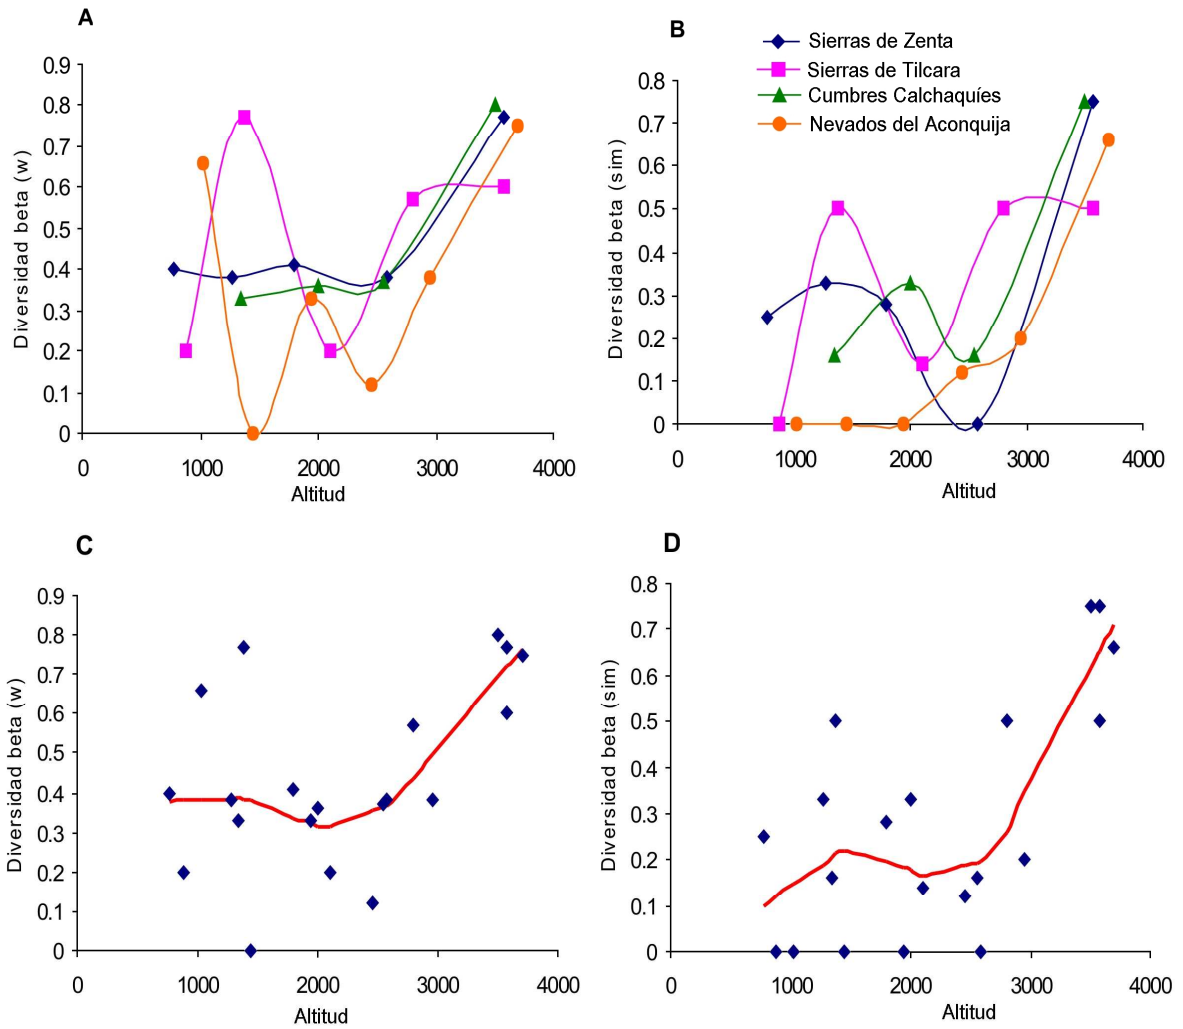 A
0.9
0.8
0.7
0.6
0.5
0.4
0.3
0.2
0.1
0
0 1000 2000 3000 4000
Altitud
Diversidad beta (w)
B
Sierras de Zenta
Sierras de Tilcara
Cumbres Calchaquíes
Nevados del Aconquija
0.8
0.7
0.6
0.5
0.4
0.3
0.2
0.1
0
0 1000 2000 3000 4000
Altitud
Diversidad beta (sim)
C
0.9
0.8
0.7
0.6
0.5
0.4
0.3
0.2
0.1
0
0 1000 2000 3000 4000
Altitud
Diversidad beta (w)
D
0.8
0.7
0.6
0.5
0.4
0.3
0.2
0.1
0
0 1000 2000 3000 4000
Altitud
Diversidad beta (sim)